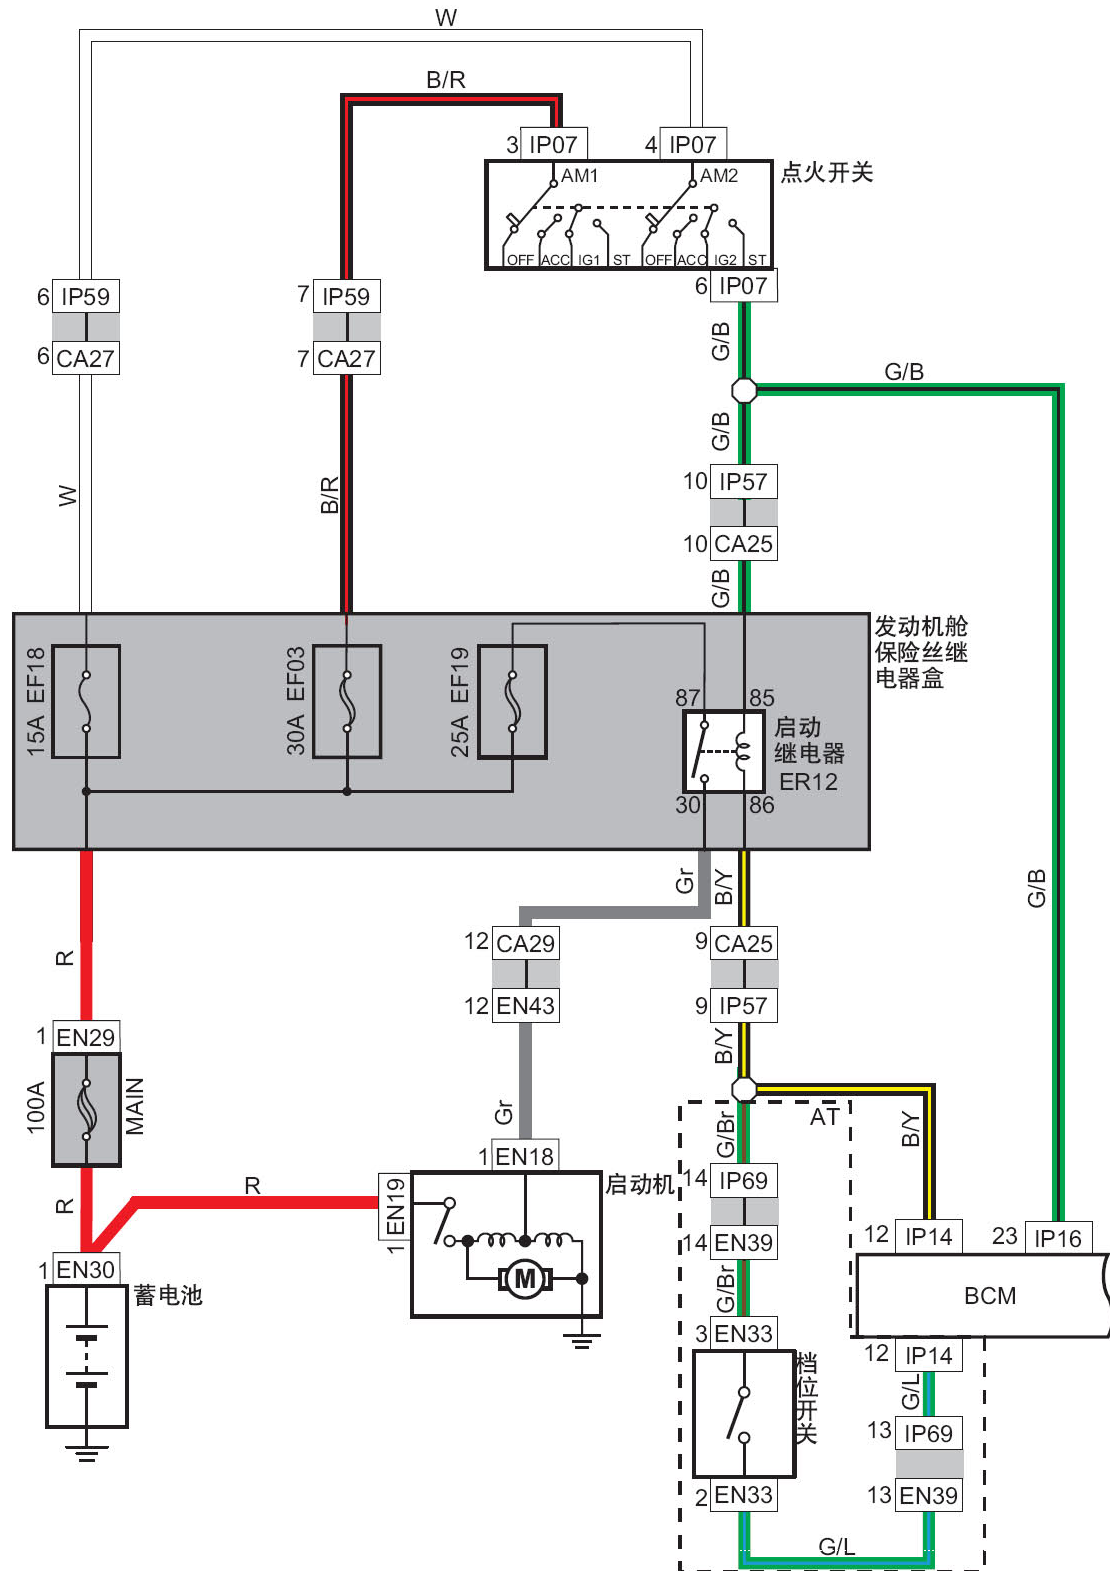 W
B/R
3 IP07
4 IP07
点火开关
AM1
AM2
OFF ACC IG1 ST OFF ACC IG2 ST
6 IP07
6 IP59
7 IP59
G/B
6 CA27
7 CA27
G/B
G/B
W
B/R
10 IP57
10 CA25
G/B
发动机舱
保险丝继
电器盒
15A EF18
30A EF03
25A EF19
87
85
启动
继电器
ER12
30
86
Gr
B/Y
G/B
R
12 CA29
9 CA25
12 EN43
9 IP57
1 EN29
B/Y
100A
MAIN
Gr
G/Br
AT
B/Y
1 EN18
启动机
14 IP69
R
R
1 EN19
14 EN39
12 IP14
23 IP16
1 EN30
蓄电池
M
G/Br
BCM
3 EN33
12 IP14
档
位
开
关
G/L
13 IP69
2 EN33
13 EN39
G/L